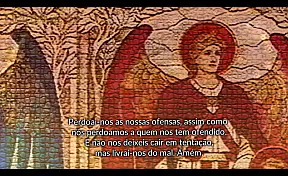 Perdoai-nos as nossas ofensas, assim como
nós perdoamos a quem nos tem ofendido.
E não nos deixeis cair em tentação,
mas livrai-nos do mal. Amém.